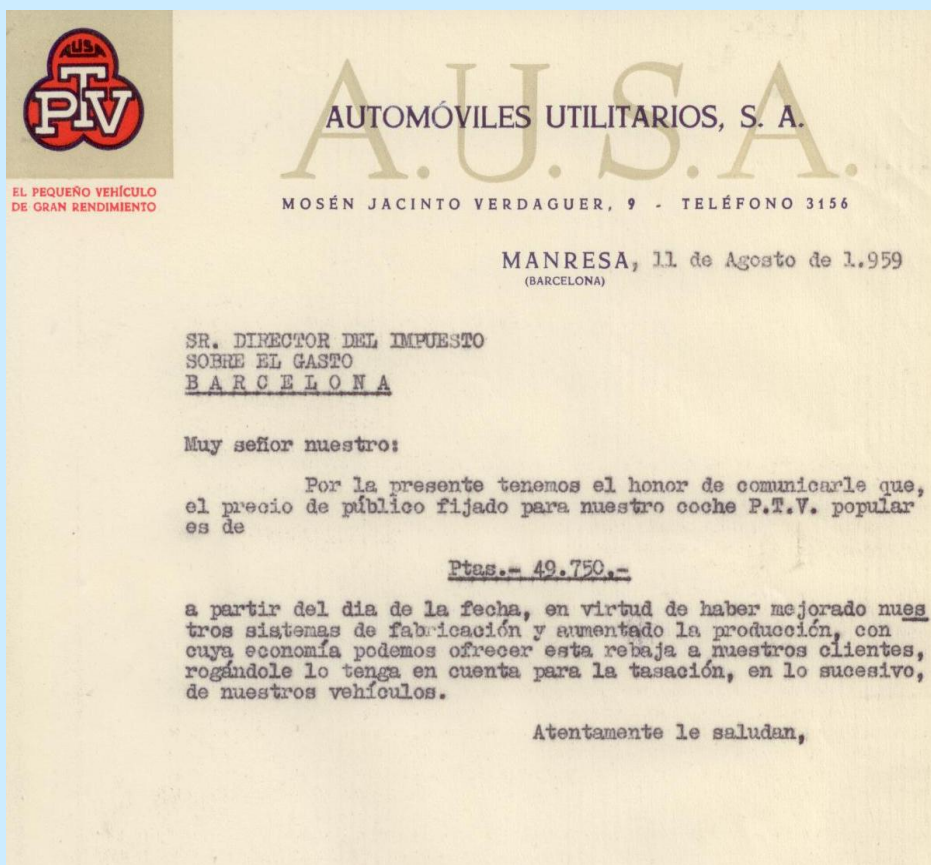 AUSA
PTV
EL PEQUEÑO VEHÍCULO
DE GRAN RENDIMIENTO
A.U.S.A.
AUTOMÓVILES UTILITARIOS, S. A.
MOSÉN JACINTO VERDAGUER, 9 - TELÉFONO 3156
MANRESA, 11 de Agosto de 1.959
(BARCELONA)
SR. DIRECTOR DEL IMPUESTO
SOBRE EL GASTO
B A R C E L O N A
Muy señor nuestro:
Por la presente tenemos el honor de comunicarle que,
el precio de público fijado para nuestro coche P.T.V. popular
es de
Ptas.- 49.750.-
a partir del dia de la fecha, en virtud de haber mejorado nues
tros sistemas de fabricación y aumentado la producción, con
cuya economía podemos ofrecer esta rebaja a nuestros clientes,
rogándole lo tenga en cuenta para la tasación, en lo sucesivo,
de nuestros vehículos.
Atentamente le saludan,